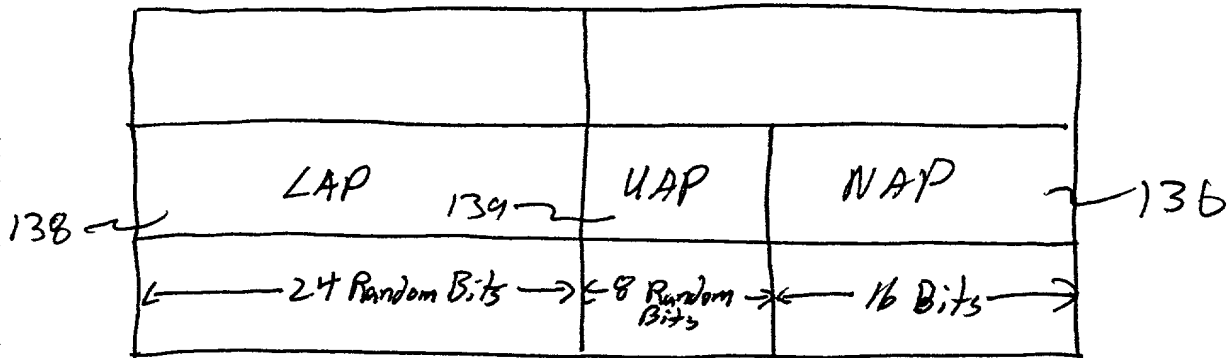 LAP
UAP
NAP
138
139
136
24 Random Bits
8 Random
Bits
16 Bits